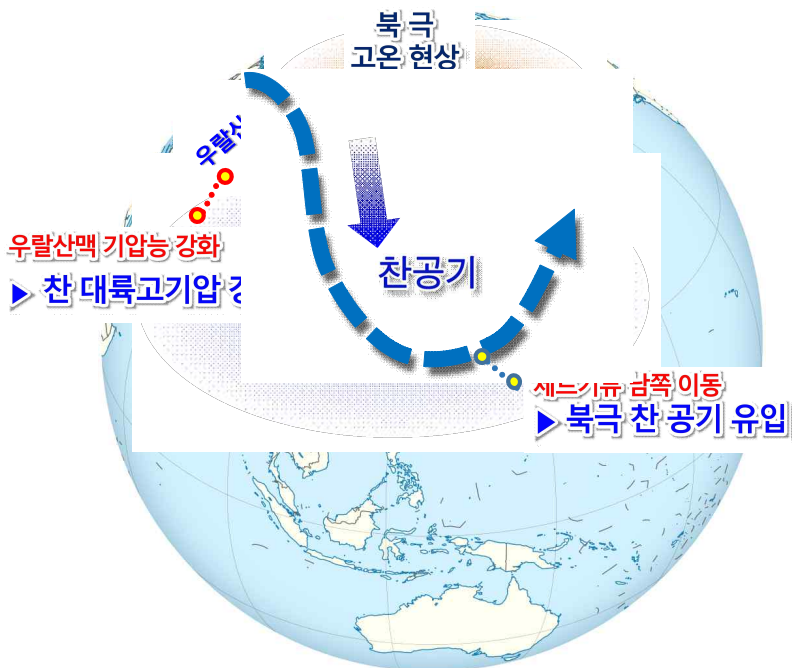 북 극
고온 현상
우랄산맥 기압능 강화
▶ 찬 대륙고기압
찬공기
남쪽 이동
▶ 북극 찬 공기 유입